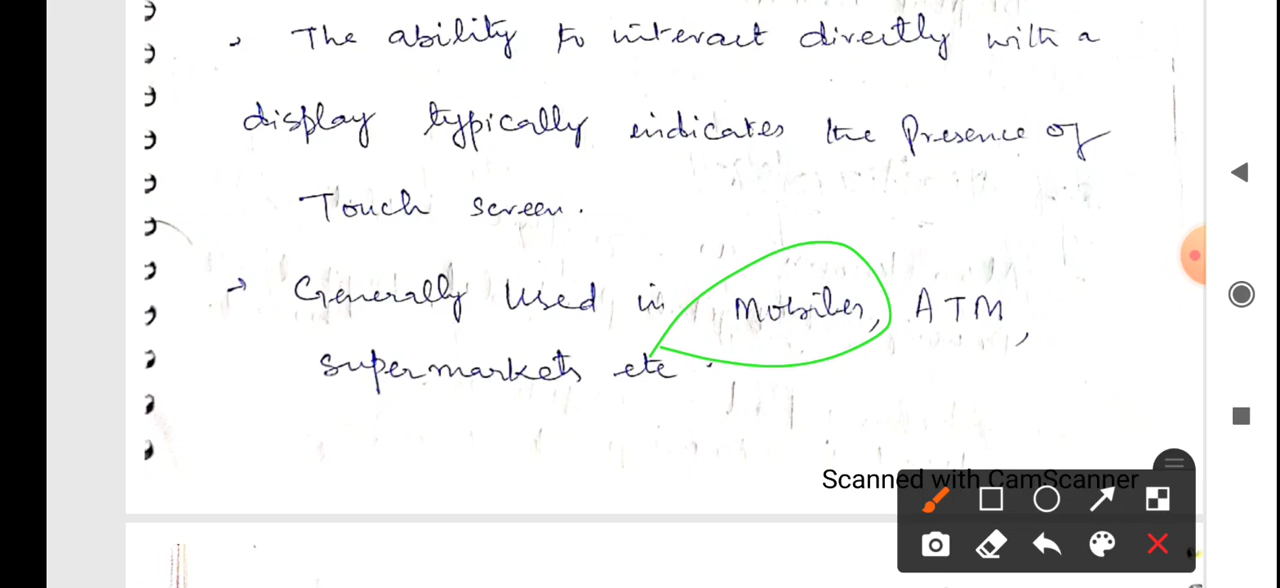 The ability to interact directly with a
display typically indicates the Presence of
Touch screen.
→ Generally Used in Mobiles, ATM,
supermarkets etc.
Scanned with CamScanner